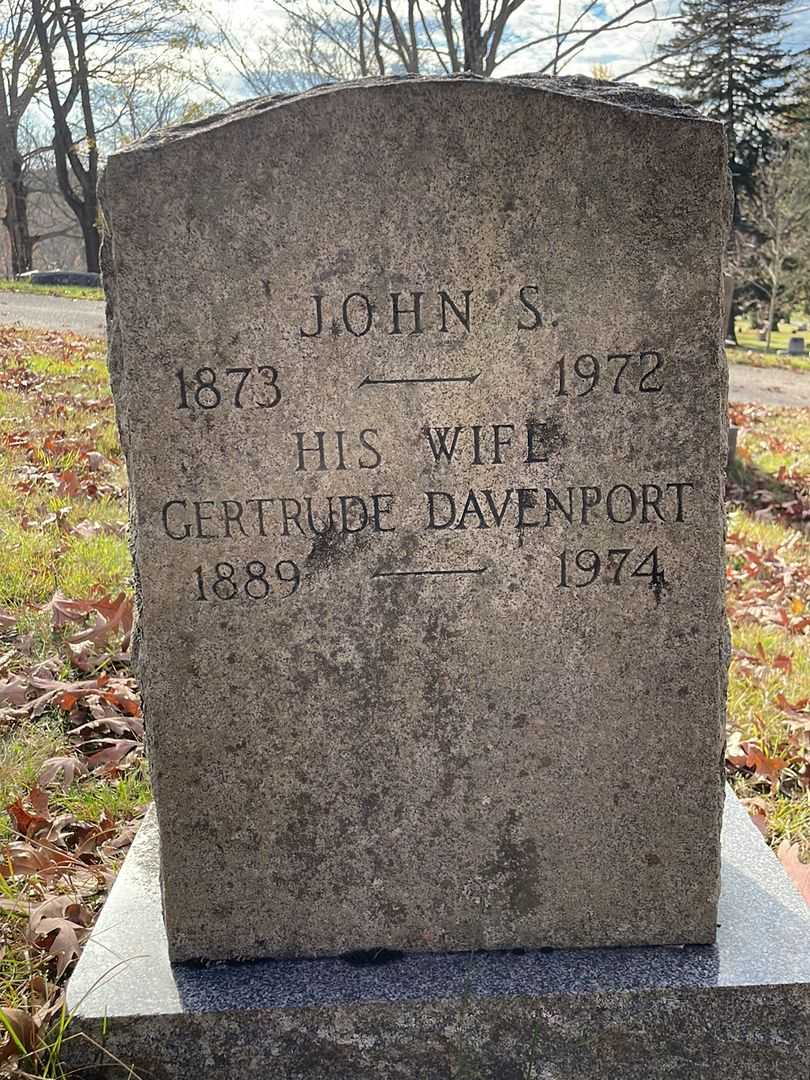 JOHN S.
1873 — 1972
HIS WIFE
GERTRUDE DAVENPORT
1889 — 1974